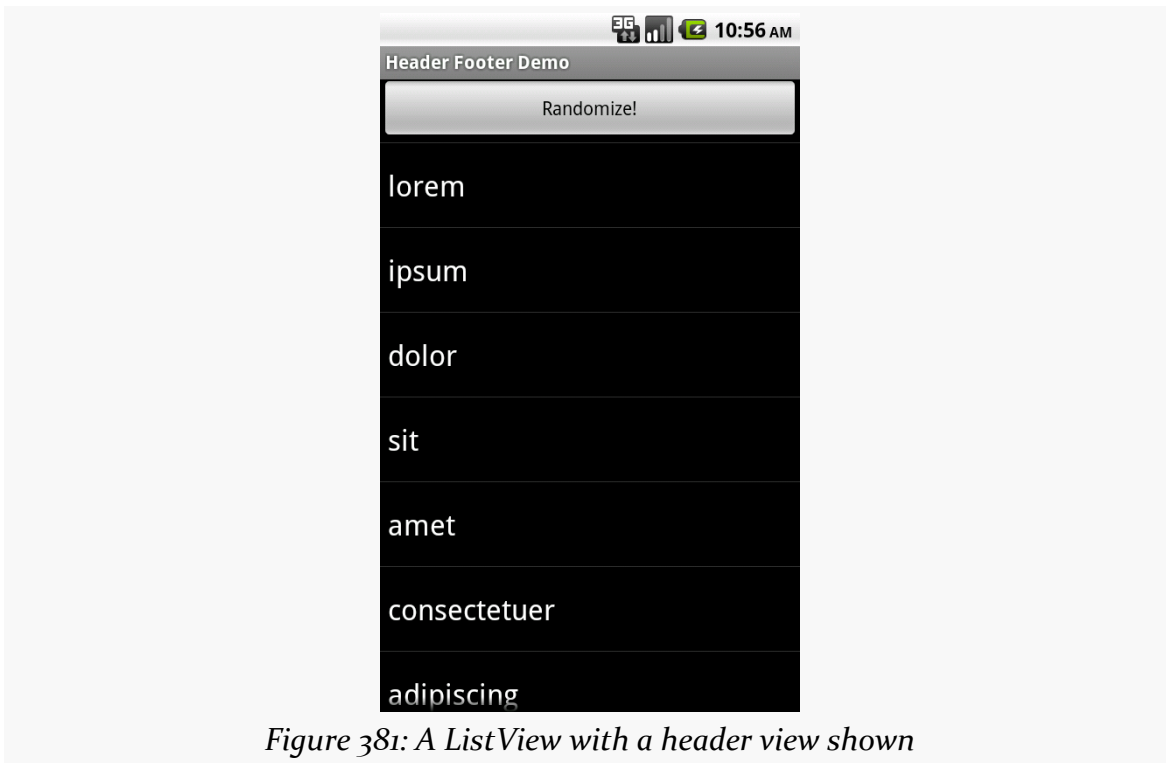 3G 10:56 AM
Header Footer Demo
Randomize!
lorem
ipsum
dolor
sit
amet
consectetuer
adipiscing
Figure 381: A ListView with a header view shown